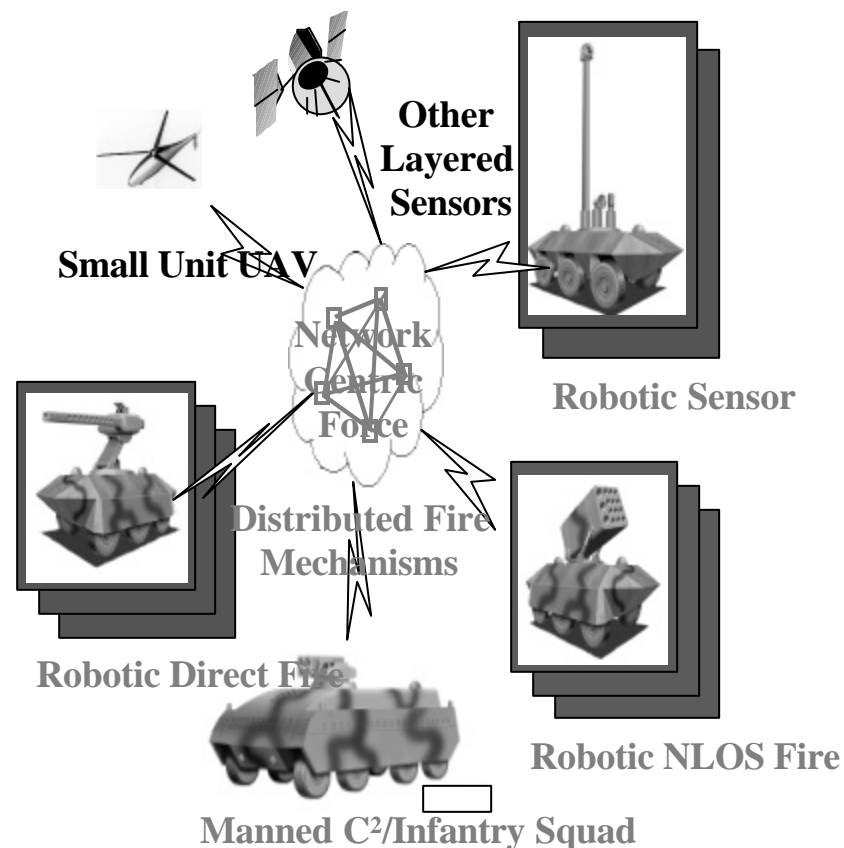 Other
Layered
Sensors
Small Unit UAV
Network
Centric
Force
Robotic Sensor
Distributed Fire
Mechanisms
Robotic Direct Fire
Robotic NLOS Fire
Manned C²/Infantry Squad